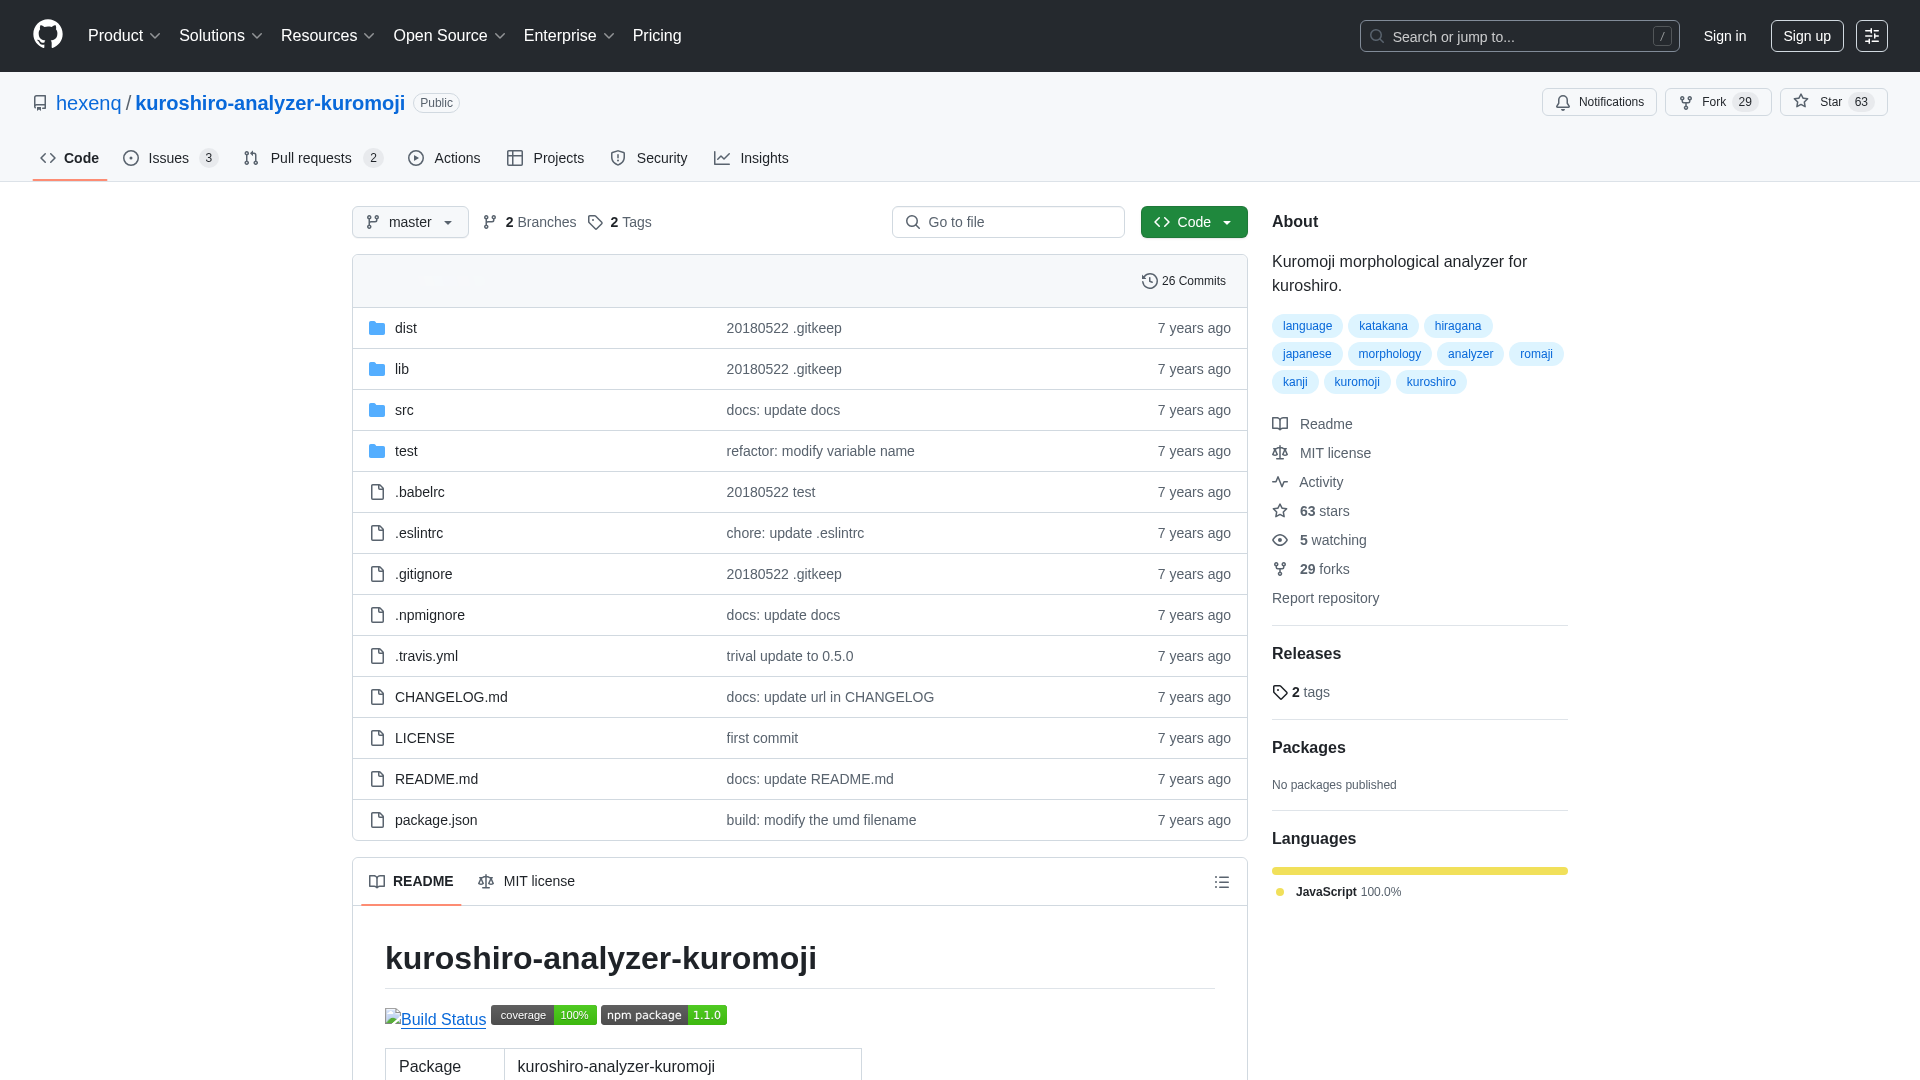 Product Solutions Resources Open Source Enterprise Pricing Search or jump to... / Sign in Sign up
hexenq / kuroshiro-analyzer-kuromoji Public Notifications Fork 29 Star 63
Code Issues 3 Pull requests 2 Actions Projects Security Insights
master 2 Branches 2 Tags Go to file Code
26 Commits
dist 20180522 .gitkeep 7 years ago
lib 20180522 .gitkeep 7 years ago
src docs: update docs 7 years ago
test refactor: modify variable name 7 years ago
.babelrc 20180522 test 7 years ago
.eslintrc chore: update .eslintrc 7 years ago
.gitignore 20180522 .gitkeep 7 years ago
.npmignore docs: update docs 7 years ago
.travis.yml trival update to 0.5.0 7 years ago
CHANGELOG.md docs: update url in CHANGELOG 7 years ago
LICENSE first commit 7 years ago
README.md docs: update README.md 7 years ago
package.json build: modify the umd filename 7 years ago
README MIT license
kuroshiro-analyzer-kuromoji
Build Status coverage 100% npm package 1.1.0
Package kuroshiro-analyzer-kuromoji
About
Kuromoji morphological analyzer for
kuroshiro.
language katakana hiragana
japanese morphology analyzer romaji
kanji kuromoji kuroshiro
Readme
MIT license
Activity
63 stars
5 watching
29 forks
Report repository
Releases
2 tags
Packages
No packages published
Languages
JavaScript 100.0%